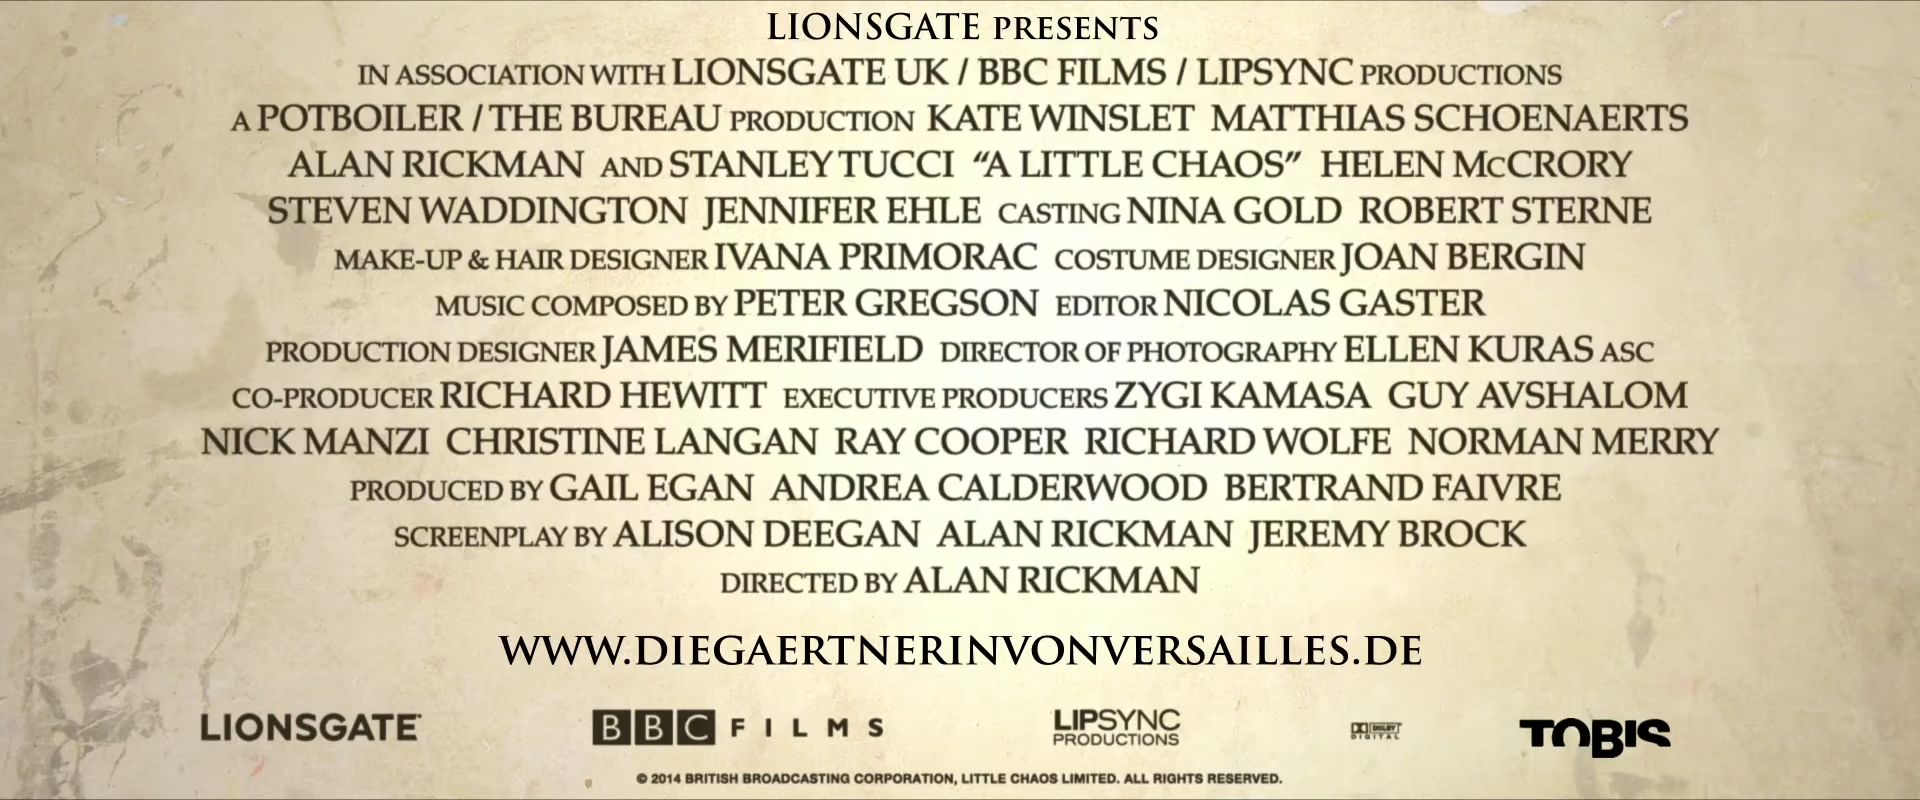 LIONSGATE PRESENTS
IN ASSOCIATION WITH LIONSGATE UK / BBC FILMS / LIPSYNC PRODUCTIONS
A POTBOILER / THE BUREAU PRODUCTION KATE WINSLET MATTHIAS SCHOENAERTS
ALAN RICKMAN AND STANLEY TUCCI “A LITTLE CHAOS” HELEN McCRORY
STEVEN WADDINGTON JENNIFER EHLE CASTING NINA GOLD ROBERT STERNE
MAKE-UP & HAIR DESIGNER IVANA PRIMORAC COSTUME DESIGNER JOAN BERGIN
MUSIC COMPOSED BY PETER GREGSON EDITOR NICOLAS GASTER
PRODUCTION DESIGNER JAMES MERIFIELD DIRECTOR OF PHOTOGRAPHY ELLEN KURAS ASC
CO-PRODUCER RICHARD HEWITT EXECUTIVE PRODUCERS ZYGI KAMASA GUY AVSHALOM
NICK MANZI CHRISTINE LANGAN RAY COOPER RICHARD WOLFE NORMAN MERRY
PRODUCED BY GAIL EGAN ANDREA CALDERWOOD BERTRAND FAIVRE
SCREENPLAY BY ALISON DEEGAN ALAN RICKMAN JEREMY BROCK
DIRECTED BY ALAN RICKMAN
WWW.DIEGAERTNERINVONVERSAILLES.DE
LIONSGATE
BBC FILMS
LIPSYNC
PRODUCTIONS
DOLBY
DIGITAL
TOBIS
© 2014 BRITISH BROADCASTING CORPORATION, LITTLE CHAOS LIMITED. ALL RIGHTS RESERVED.